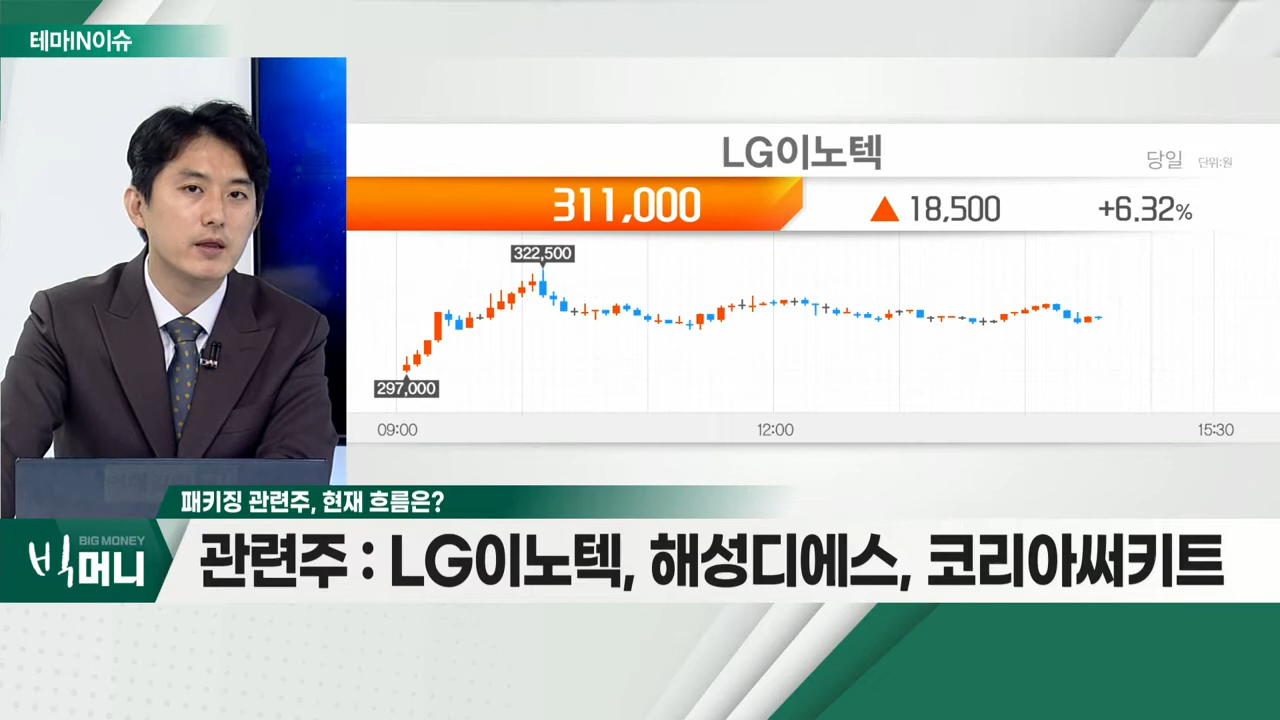 테마IN이슈
LG이노텍
당일 단위:원
311,000 ▲ 18,500 +6.32%
322,500
297,000
09:00 12:00 15:30
패키징 관련주, 현재 흐름은?
BIG MONEY
빅머니
관련주 : LG이노텍, 해성디에스, 코리아써키트